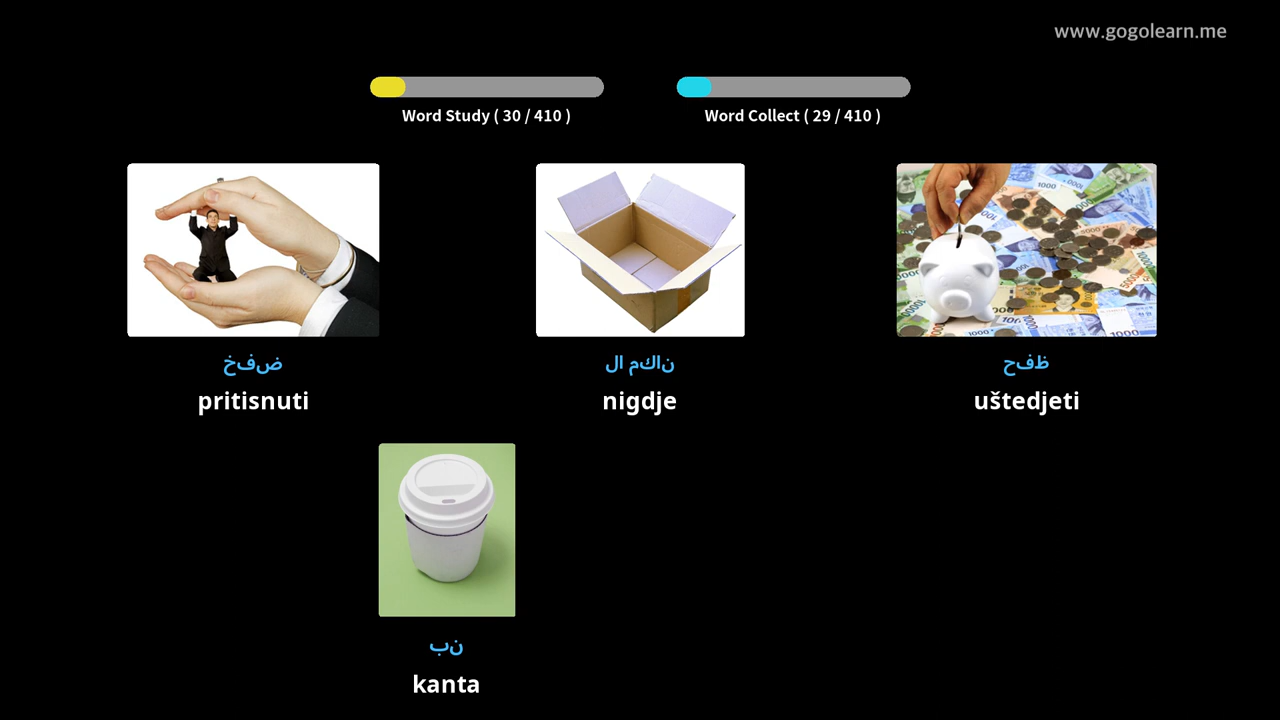 www.gogolearn.me
Word Study ( 30 / 410 )
Word Collect ( 29 / 410 )
ضفخ
pritisnuti
ناكم ال
nigdje
ظفح
uštedjeti
نب
kanta